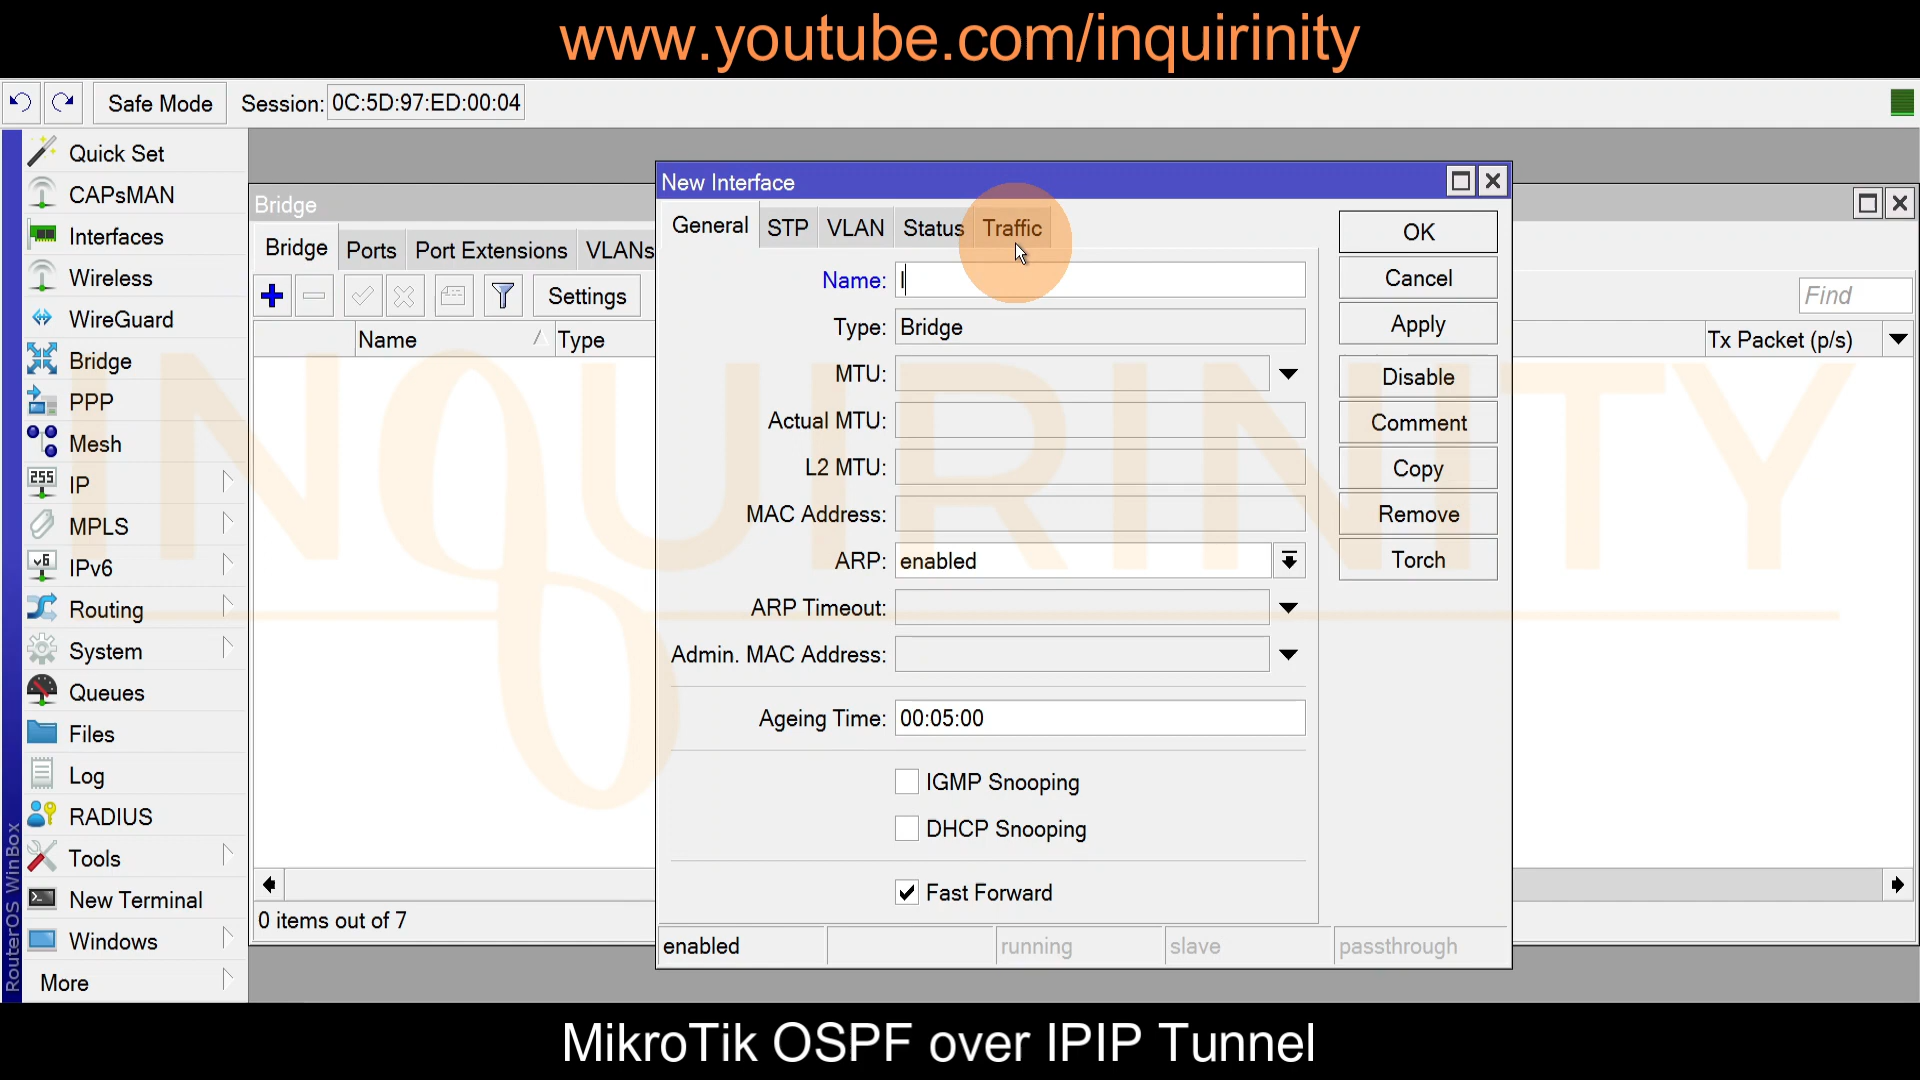 www.youtube.com/inquirinity
Safe Mode Session: 0C:5D:97:ED:00:04
Quick Set
CAPsMAN
Interfaces
Wireless
WireGuard
Bridge
PPP
Mesh
IP
MPLS
IPv6
Routing
System
Queues
Files
Log
RADIUS
Tools
New Terminal
Windows
More
RouterOS WinBox
Bridge
Bridge Ports Port Extensions VLANs
Settings
Find
Name Type Tx Packet (p/s)
0 items out of 7
New Interface
General STP VLAN Status Traffic
Name: l
Type: Bridge
MTU:
Actual MTU:
L2 MTU:
MAC Address:
ARP: enabled
ARP Timeout:
Admin. MAC Address:
Ageing Time: 00:05:00
IGMP Snooping
DHCP Snooping
Fast Forward
enabled running slave passthrough
OK
Cancel
Apply
Disable
Comment
Copy
Remove
Torch
INQUIRINITY
MikroTik OSPF over IPIP Tunnel